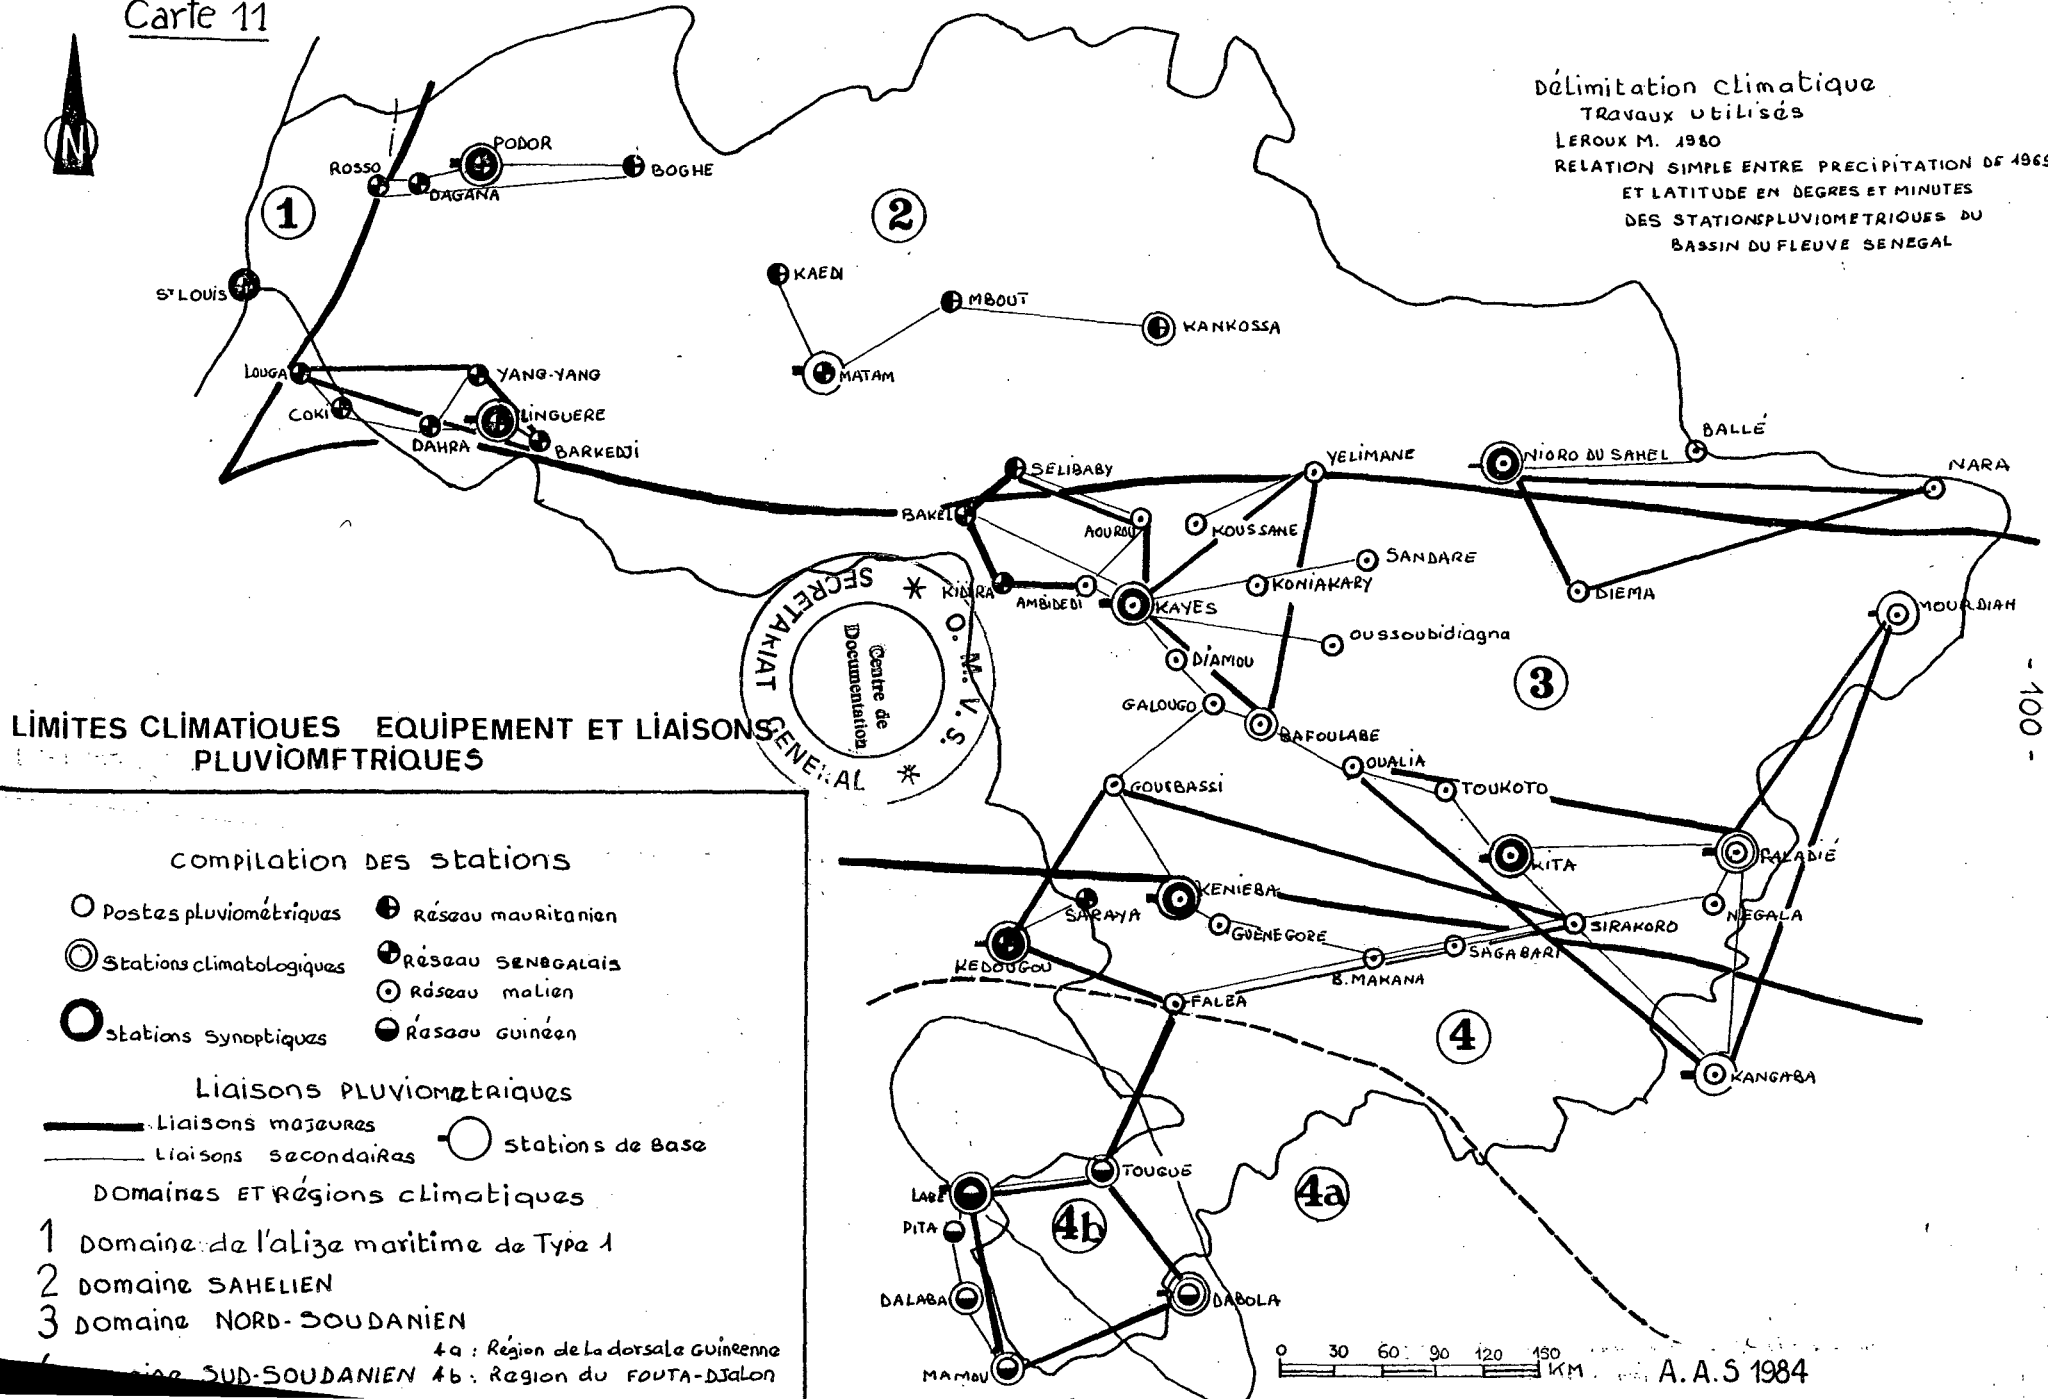 Carte 11
N
Délimitation climatique
Travaux utilisés
LEROUX M. 1980
RELATION SIMPLE ENTRE PRECIPITATION DE 1965
ET LATITUDE EN DEGRES ET MINUTES
DES STATIONS PLUVIOMETRIQUES DU
BASSIN DU FLEUVE SENEGAL
PODOR
ROSSO
DAGANA
BOGHE
1
2
ST LOUIS
KAEDI
MBOUT
KANKOSSA
MATAM
LOUGA
YANG-YANG
COKI
LINGUERE
DAHRA
BARKEDJI
BALLÉ
SELIBABY
YELIMANE
NIORO DU SAHEL
NARA
BAKEL
AOUROU
KOUSSANE
SANDARE
KIDIRA
AMBIDEDI
KAYES
KONIAKARY
DIEMA
MOURDIAH
OUSSOUBIDIAGNA
DIAMOU
3
GALOUGO
BAFOULABE
OUALIA
TOUKOTO
GOURBASSI
KITA
FALADIÉ
KENIEBA
SARAYA
NEGALA
GUENEGORE
SIRAKORO
SAGABARI
KEDOUGOU
B. MAKANA
FALEA
4
KANGABA
TOUGUE
LABE
4a
PITA
4b
DALABA
DABOLA
MAMOU
SECRETARIAT GENERAL
* O. M. V. S. *
Centre de
Documentation
- 100 -
LIMITES CLIMATIQUES EQUIPEMENT ET LIAISONS
PLUVIOMETRIQUES
Compilation DES Stations
Postes pluviométriques
Réseau mauritanien
Stations climatologiques
Réseau SENEGALAIS
Réseau malien
Stations Synoptiques
Réseau Guinéen
Liaisons PLUVIOMETRIQUES
Liaisons majeures
Liaisons secondaires
Stations de Base
Domaines ET Régions climatiques
1 Domaine de l'alize maritime de Type 1
2 Domaine SAHELIEN
3 Domaine NORD-SOUDANIEN
4a : Région de La dorsale Guineenne
SUD-SOUDANIEN 4b : Region du FOUTA-DJALON
0 30 60 90 120 150
KM
A.A.S 1984